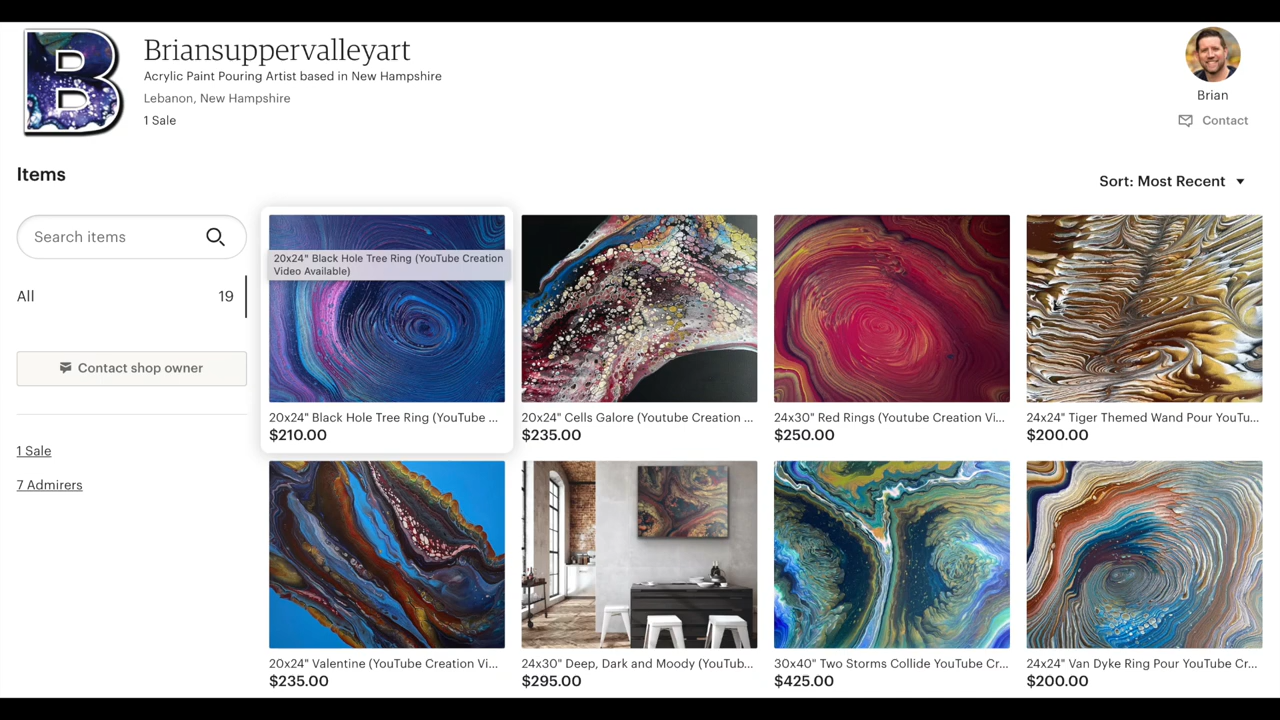 B
Briansuppervalleyart
Acrylic Paint Pouring Artist based in New Hampshire
Lebanon, New Hampshire
1 Sale
Brian
Contact
Items
Sort: Most Recent
Search items
All 19
Contact shop owner
1 Sale
7 Admirers
20x24" Black Hole Tree Ring (YouTube Creation
Video Available)
20x24" Black Hole Tree Ring (YouTube ...
$210.00
20x24" Cells Galore (Youtube Creation ...
$235.00
24x30" Red Rings (Youtube Creation Vi...
$250.00
24x24" Tiger Themed Wand Pour YouTu...
$200.00
20x24" Valentine (YouTube Creation Vi...
$235.00
24x30" Deep, Dark and Moody (YouTub...
$295.00
30x40" Two Storms Collide YouTube Cr...
$425.00
24x24" Van Dyke Ring Pour YouTube Cr...
$200.00